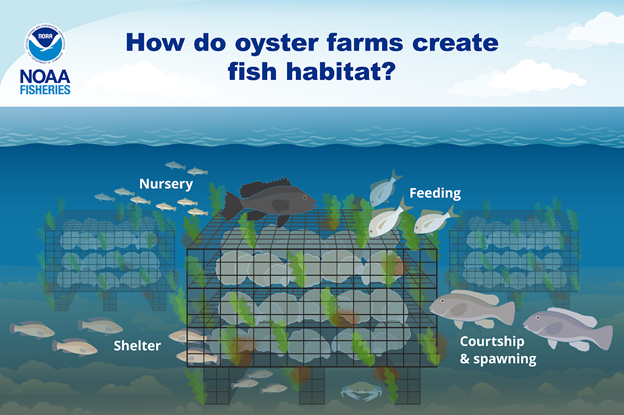 NOAA
NOAA
FISHERIES
How do oyster farms create
fish habitat?
Nursery
Feeding
Shelter
Courtship
& spawning